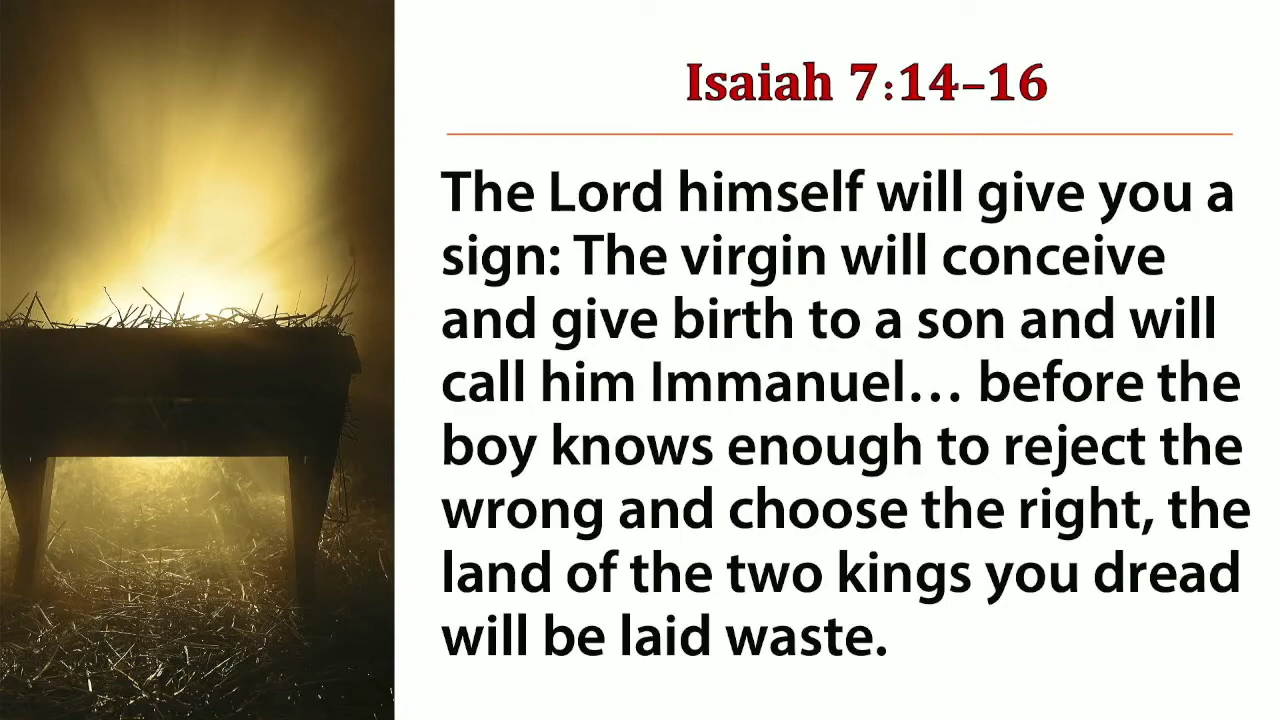 Isaiah 7:14–16
The Lord himself will give you a
sign: The virgin will conceive
and give birth to a son and will
call him Immanuel… before the
boy knows enough to reject the
wrong and choose the right, the
land of the two kings you dread
will be laid waste.